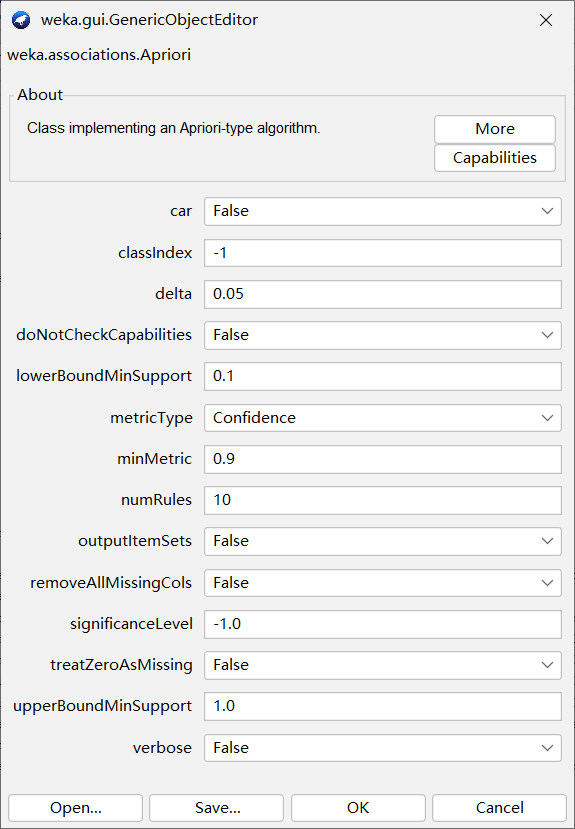 weka.gui.GenericObjectEditor
weka.associations.Apriori
About
Class implementing an Apriori-type algorithm.
More
Capabilities
car False
classIndex -1
delta 0.05
doNotCheckCapabilities False
lowerBoundMinSupport 0.1
metricType Confidence
minMetric 0.9
numRules 10
outputItemSets False
removeAllMissingCols False
significanceLevel -1.0
treatZeroAsMissing False
upperBoundMinSupport 1.0
verbose False
Open... Save... OK Cancel